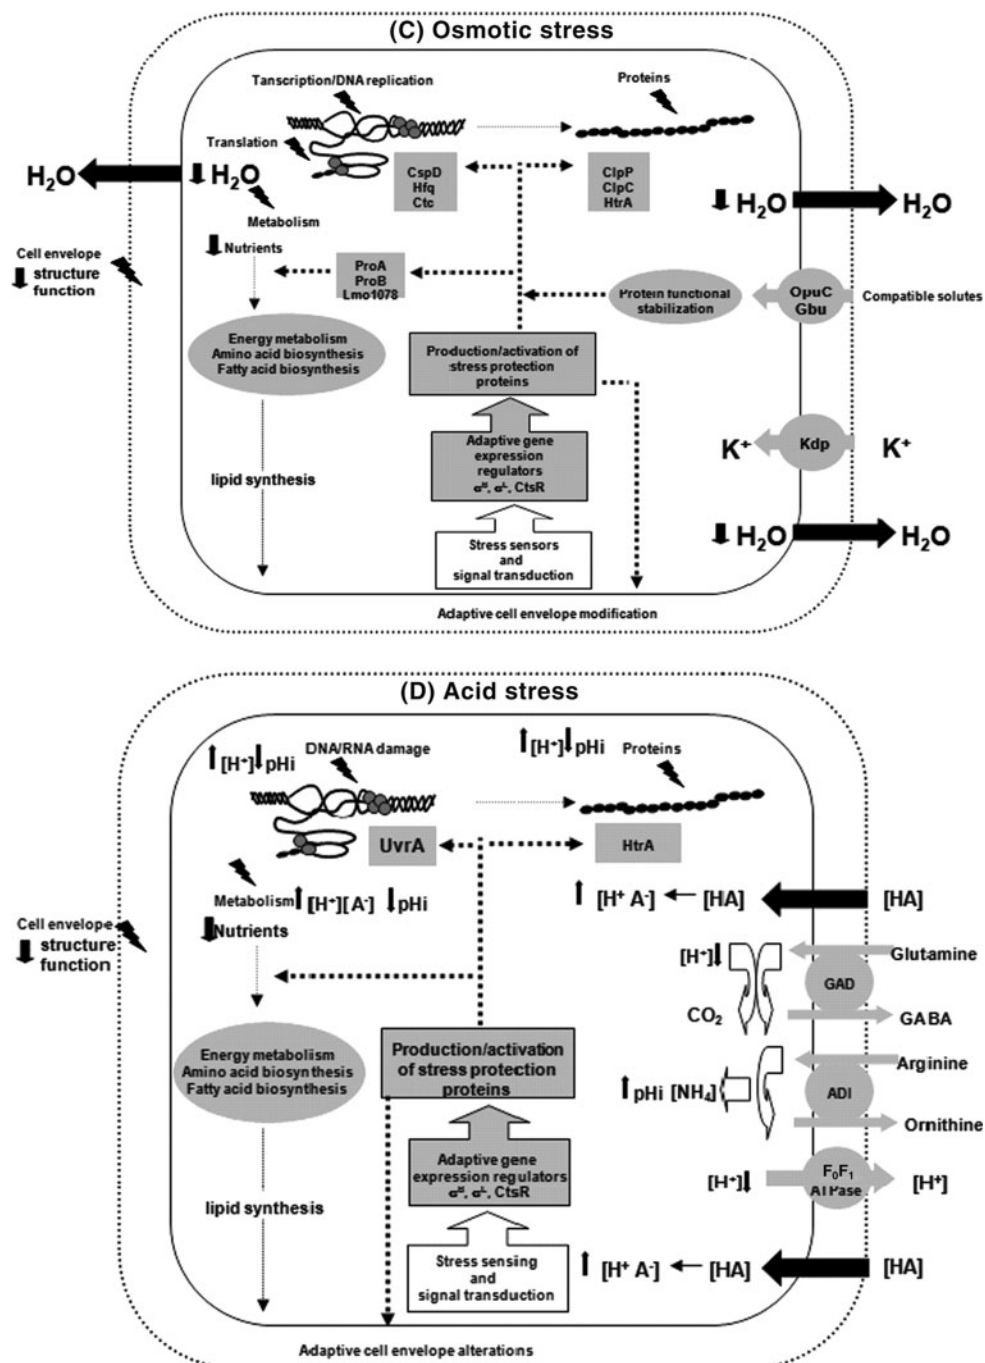 (C) Osmotic stress
Transcription/DNA replication
Proteins
Translation
H₂O
H₂O
CspD
Hfq
Ctc
ClpP
ClpC
HtrA
H₂O
H₂O
Metabolism
Nutrients
Cell envelope
structure
function
ProA
ProB
Lmo1078
Protein functional
stabilization
OpuC
Gbu
Compatible solutes
Energy metabolism
Amino acid biosynthesis
Fatty acid biosynthesis
Production/activation of
stress protection
proteins
Adaptive gene
expression
regulators
CtsR
K⁺
Kdp
K⁺
lipid synthesis
H₂O
H₂O
Stress sensors
and
signal transduction
Adaptive cell envelope modification
(D) Acid stress
[H⁺] pHi
DNA/RNA damage
[H⁺] pHi
Proteins
UvrA
HtrA
Metabolism [H⁺][A⁻] pHi
Nutrients
Cell envelope
structure
function
[H⁺ A⁻] [HA]
[HA]
[H⁺]
Glutamine
GAD
CO₂
GABA
Energy metabolism
Amino acid biosynthesis
Fatty acid biosynthesis
Production/activation
of stress protection
proteins
Arginine
pHi [NH₄]
ADI
Ornithine
Adaptive gene
expression regulators
CtsR
[H⁺]
F₀F₁
ATPase
[H⁺]
lipid synthesis
Stress sensing
and
signal transduction
[H⁺ A⁻] [HA]
[HA]
Adaptive cell envelope alterations